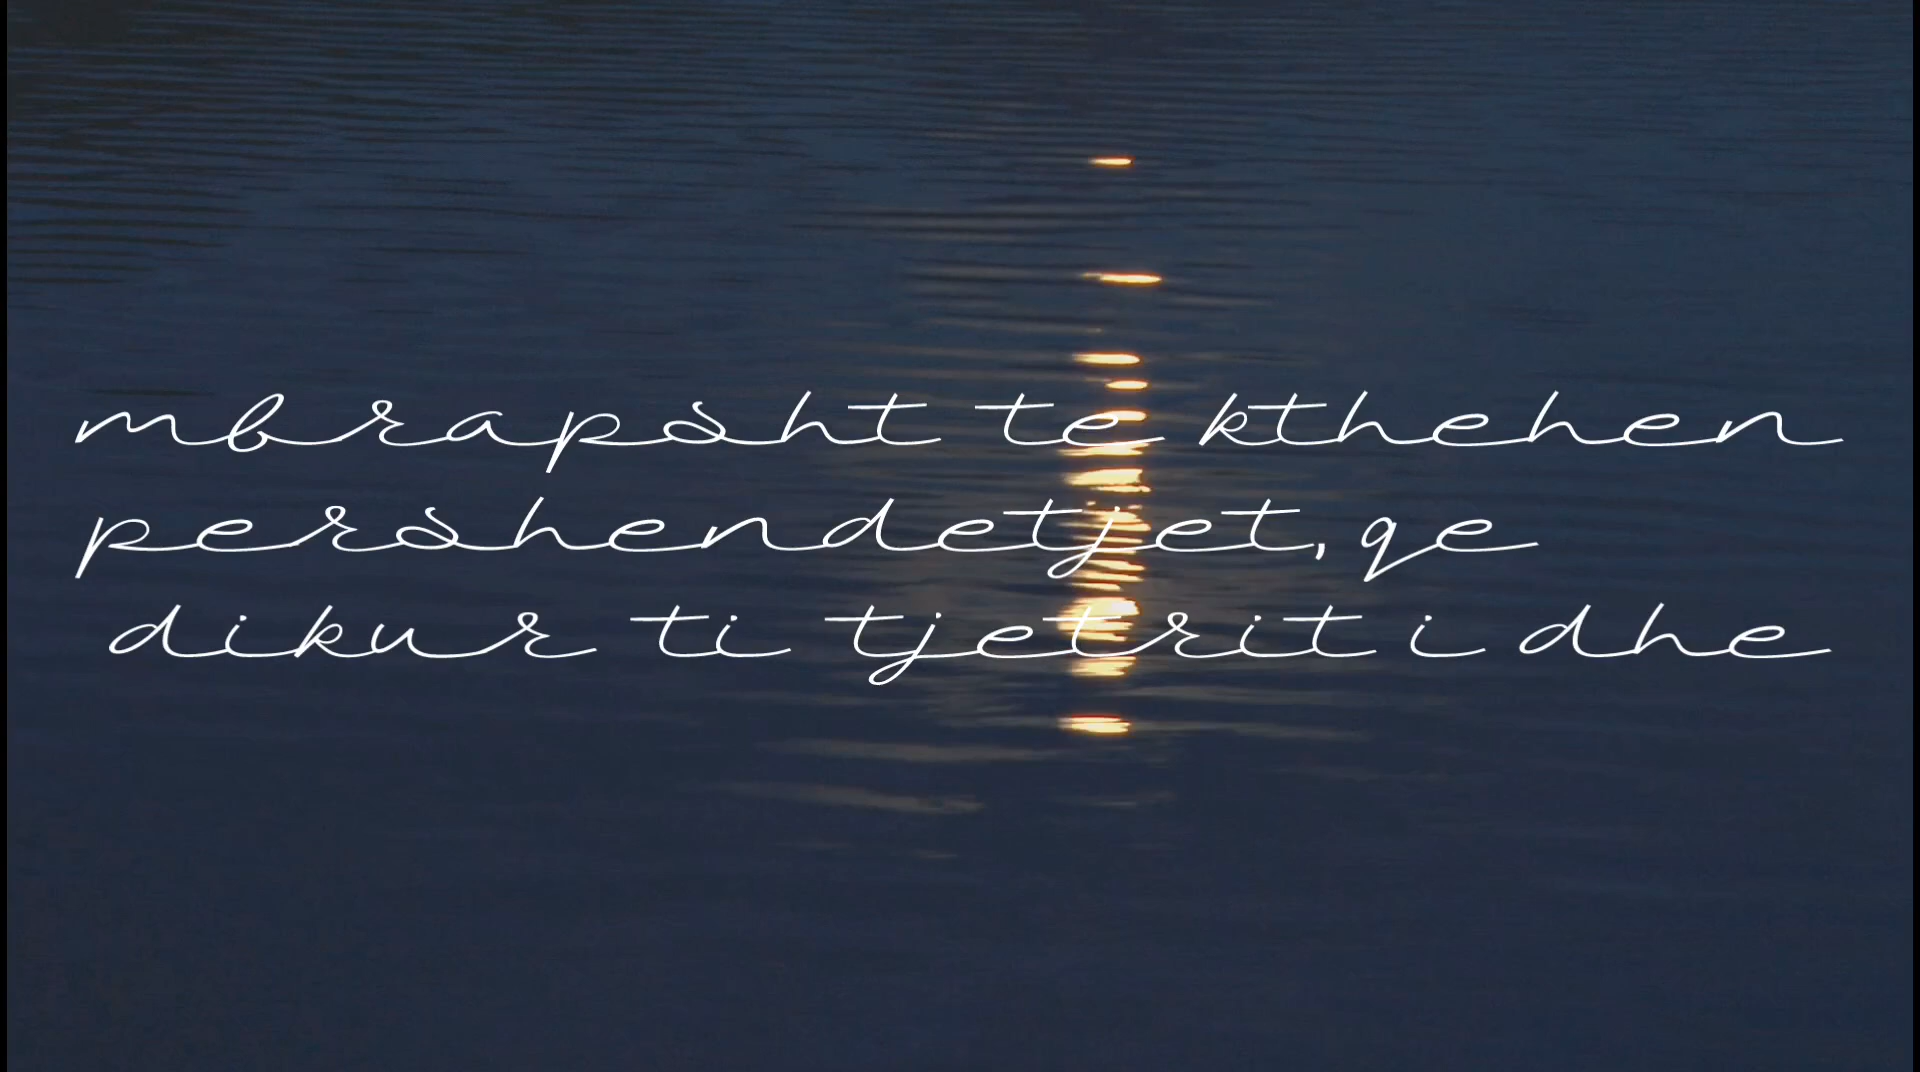 mbrapsht te kthehen
pershendetjet, qe
dikur ti tjetrit i dhe